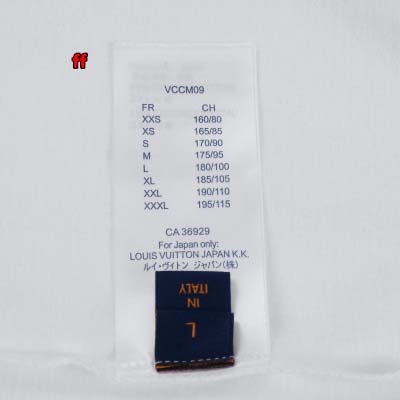 ff
VCCM09
FR CH
XXS 160/80
XS 165/85
S 170/90
M 175/95
L 180/100
XL 185/105
XXL 190/110
XXXL 195/115
CA 36929
For Japan only:
LOUIS VUITTON JAPAN K.K.
ルイ・ヴィトン ジャパン(株)
IN
ITALY
L